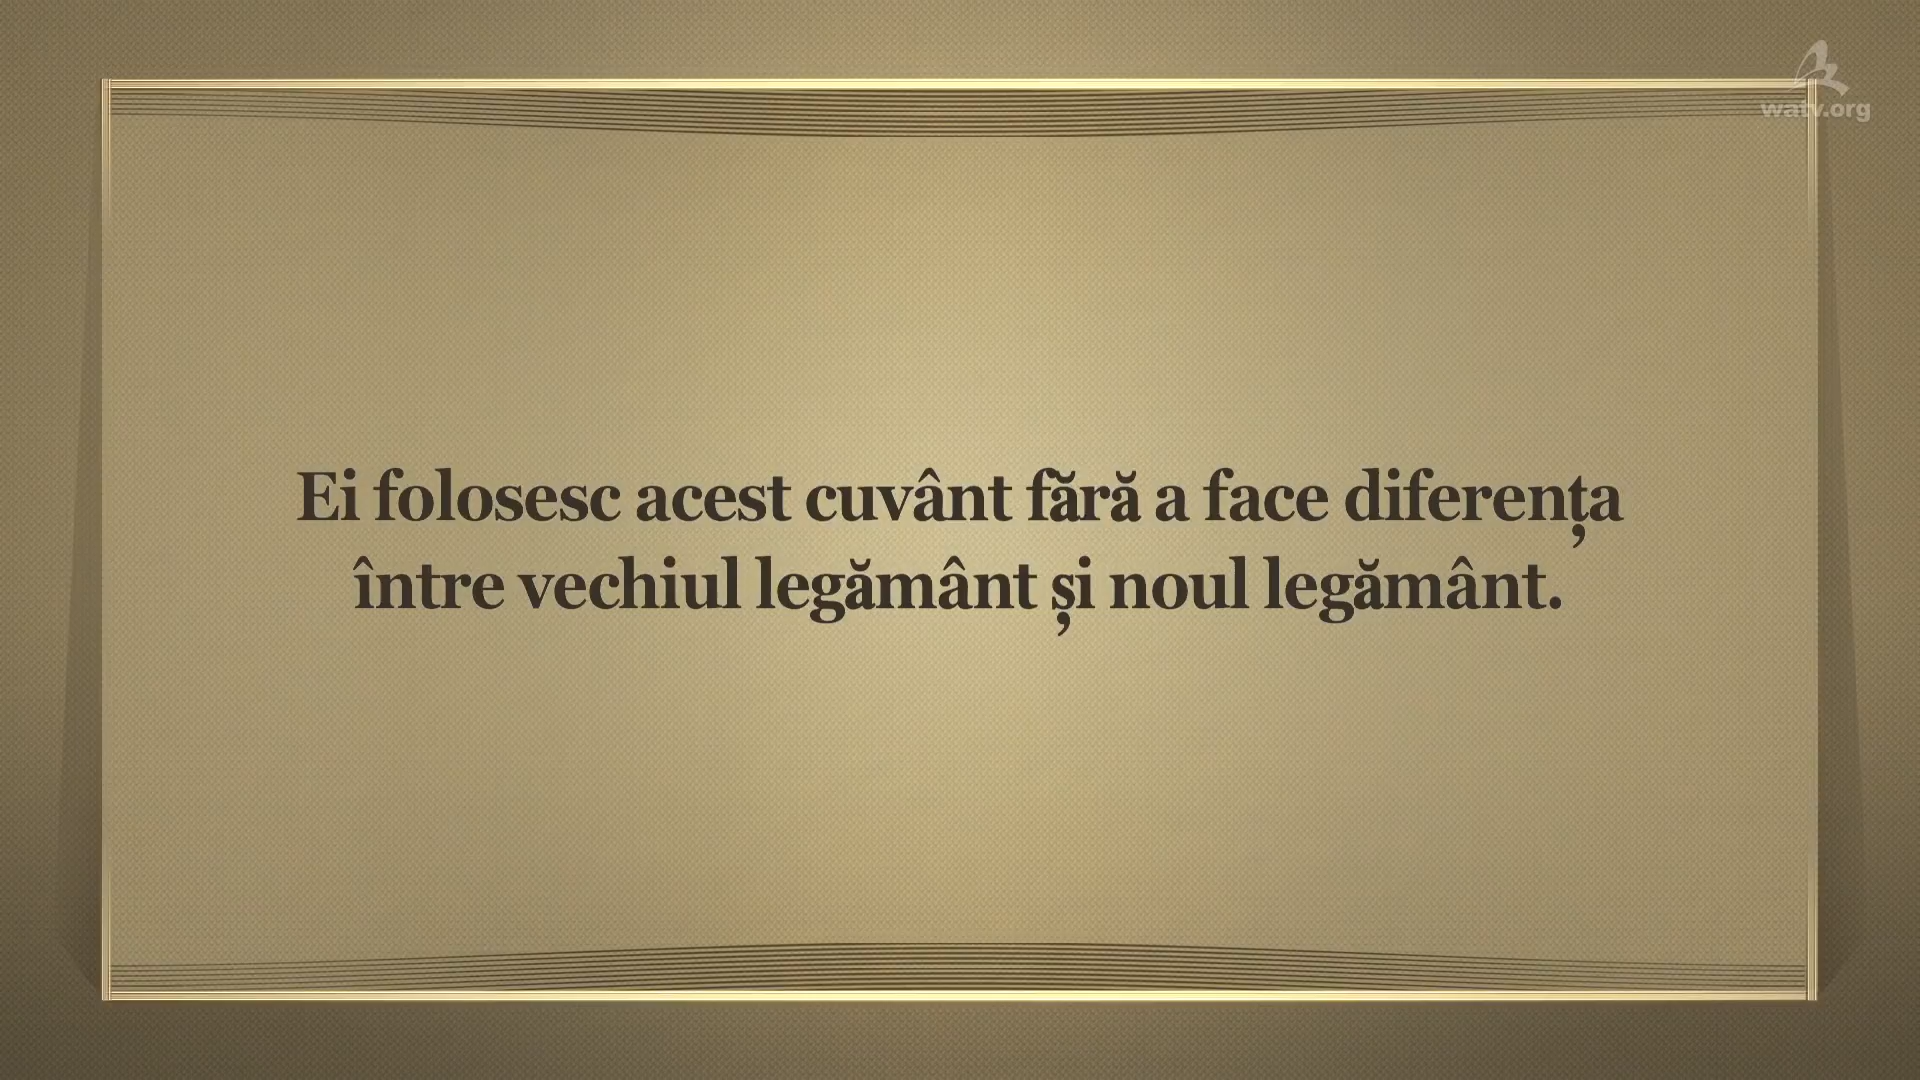 watv.org
Ei folosesc acest cuvânt fără a face diferența
între vechiul legământ și noul legământ.